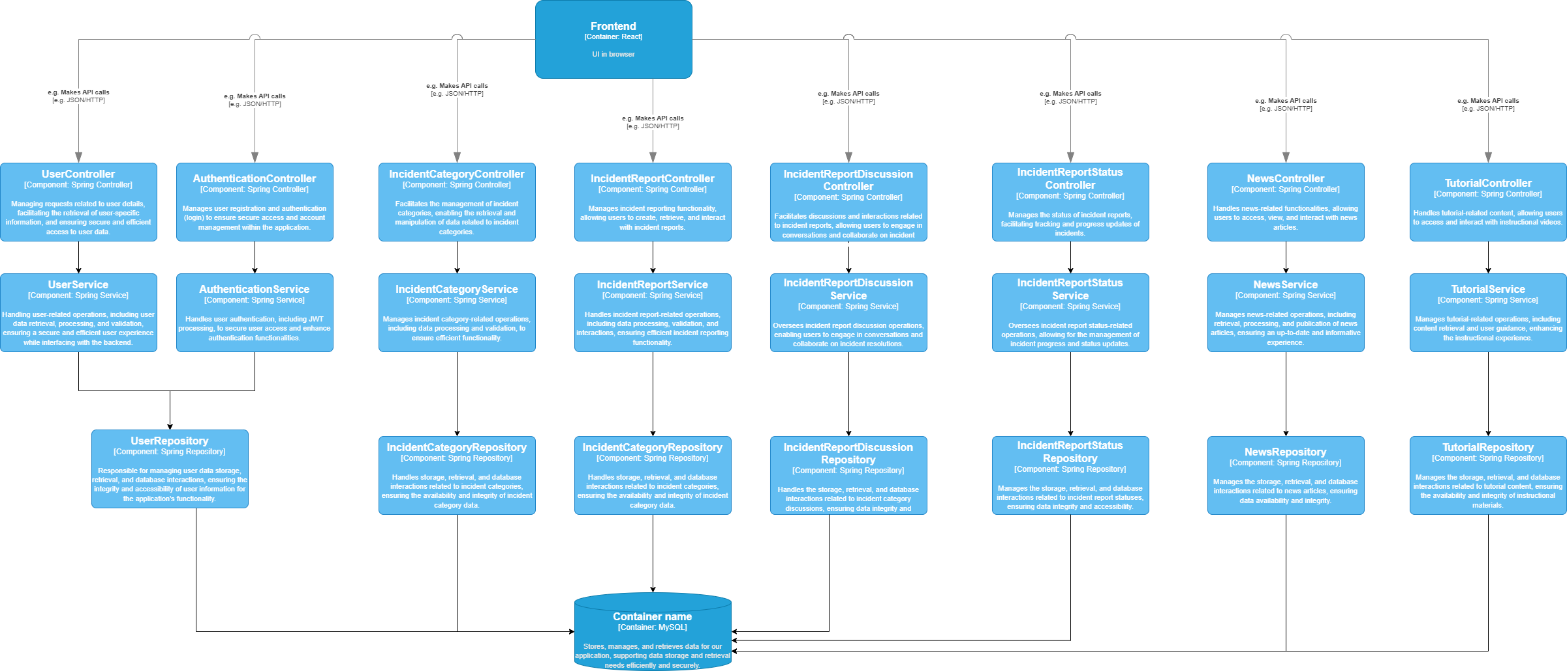 Frontend
[Container: React]
UI in browser
e.g. Makes API calls
[e.g. JSON/HTTP]
e.g. Makes API calls
[e.g. JSON/HTTP]
e.g. Makes API calls
[e.g. JSON/HTTP]
e.g. Makes API calls
[e.g. JSON/HTTP]
e.g. Makes API calls
[e.g. JSON/HTTP]
e.g. Makes API calls
[e.g. JSON/HTTP]
e.g. Makes API calls
[e.g. JSON/HTTP]
e.g. Makes API calls
[e.g. JSON/HTTP]
UserController
[Component: Spring Controller]
Managing requests related to user details,
facilitating the retrieval of user-specific
information, and ensuring secure and efficient
access to user data.
AuthenticationController
[Component: Spring Controller]
Manages user registration and authentication
(login) to ensure secure access and account
management within the application.
IncidentCategoryController
[Component: Spring Controller]
Facilitates the management of incident
categories, enabling the retrieval and
manipulation of data related to incident
categories.
IncidentReportController
[Component: Spring Controller]
Manages incident reporting functionality,
allowing users to create, retrieve, and interact
with incident reports.
IncidentReportDiscussion
Controller
[Component: Spring Controller]
Facilitates discussions and interactions related
to incident reports, allowing users to engage in
conversations and collaborate on incident
IncidentReportStatus
Controller
[Component: Spring Controller]
Manages the status of incident reports,
facilitating tracking and progress updates of
incidents.
NewsController
[Component: Spring Controller]
Handles news-related functionalities, allowing
users to access, view, and interact with news
articles.
TutorialController
[Component: Spring Controller]
Handles tutorial-related content, allowing users
to access and interact with instructional videos.
UserService
[Component: Spring Service]
Handling user-related operations, including user
data retrieval, processing, and validation,
ensuring a secure and efficient user experience
while interfacing with the backend.
AuthenticationService
[Component: Spring Service]
Handles user authentication, including JWT
processing, to secure user access and enhance
authentication functionalities.
IncidentCategoryService
[Component: Spring Service]
Manages incident category-related operations,
including data processing and validation, to
ensure efficient functionality.
IncidentReportService
[Component: Spring Service]
Handles incident report-related operations,
including data processing, validation, and
interactions, ensuring efficient incident reporting
functionality.
IncidentReportDiscussion
Service
[Component: Spring Service]
Oversees incident report discussion operations,
enabling users to engage in conversations and
collaborate on incident resolutions.
IncidentReportStatus
Service
[Component: Spring Service]
Oversees incident report status-related
operations, allowing for the management of
incident progress and status updates.
NewsService
[Component: Spring Service]
Manages news-related operations, including
retrieval, processing, and publication of news
articles, ensuring an up-to-date and informative
experience.
TutorialService
[Component: Spring Service]
Manages tutorial-related operations, including
content retrieval and user guidance, enhancing
the instructional experience.
UserRepository
[Component: Spring Repository]
Responsible for managing user data storage,
retrieval, and database interactions, ensuring the
integrity and accessibility of user information for
the application's functionality.
IncidentCategoryRepository
[Component: Spring Repository]
Handles storage, retrieval, and database
interactions related to incident categories,
ensuring the availability and integrity of incident
category data.
IncidentCategoryRepository
[Component: Spring Repository]
Handles storage, retrieval, and database
interactions related to incident categories,
ensuring the availability and integrity of incident
category data.
IncidentReportDiscussion
Repository
[Component: Spring Repository]
Handles the storage, retrieval, and database
interactions related to incident category
discussions, ensuring data integrity and
IncidentReportStatus
Repository
[Component: Spring Repository]
Manages the storage, retrieval, and database
interactions related to incident report statuses,
ensuring data integrity and accessibility.
NewsRepository
[Component: Spring Repository]
Manages the storage, retrieval, and database
interactions related to news articles, ensuring
data availability and integrity.
TutorialRepository
[Component: Spring Repository]
Manages the storage, retrieval, and database
interactions related to tutorial content, ensuring
the availability and integrity of instructional
materials.
Container name
[Container: MySQL]
Stores, manages, and retrieves data for our
application, supporting data storage and retrieval
needs efficiently and securely.